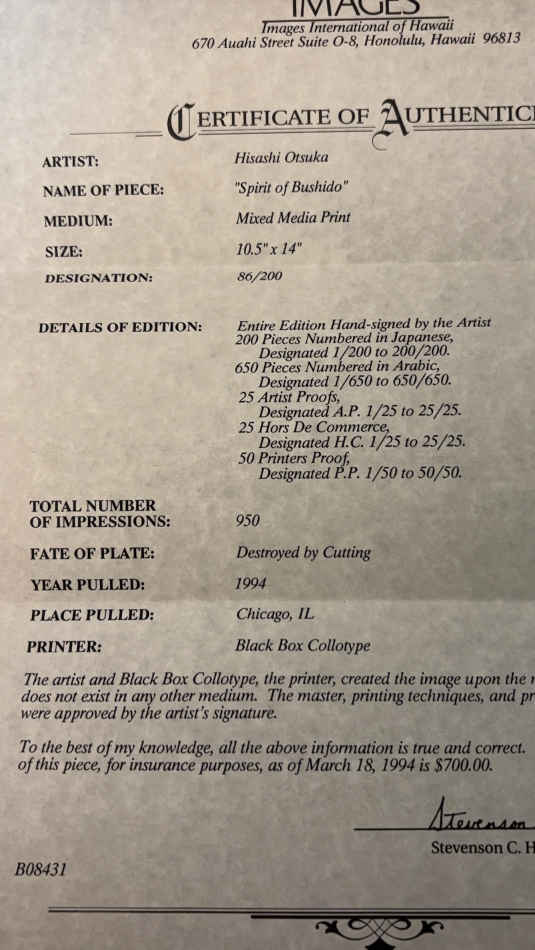 IMAGES
Images International of Hawaii
670 Auahi Street Suite O-8, Honolulu, Hawaii 96813
CERTIFICATE OF AUTHENTIC
ARTIST: Hisashi Otsuka
NAME OF PIECE: "Spirit of Bushido"
MEDIUM: Mixed Media Print
SIZE: 10.5" x 14"
DESIGNATION: 86/200
DETAILS OF EDITION: Entire Edition Hand-signed by the Artist
200 Pieces Numbered in Japanese,
Designated 1/200 to 200/200.
650 Pieces Numbered in Arabic,
Designated 1/650 to 650/650.
25 Artist Proofs,
Designated A.P. 1/25 to 25/25.
25 Hors De Commerce,
Designated H.C. 1/25 to 25/25.
50 Printers Proof,
Designated P.P. 1/50 to 50/50.
TOTAL NUMBER
OF IMPRESSIONS: 950
FATE OF PLATE: Destroyed by Cutting
YEAR PULLED: 1994
PLACE PULLED: Chicago, IL
PRINTER: Black Box Collotype
The artist and Black Box Collotype, the printer, created the image upon the
does not exist in any other medium. The master, printing techniques, and
were approved by the artist's signature.
To the best of my knowledge, all the above information is true and correct.
of this piece, for insurance purposes, as of March 18, 1994 is $700.00.
Stevenson
Stevenson C. H
B08431